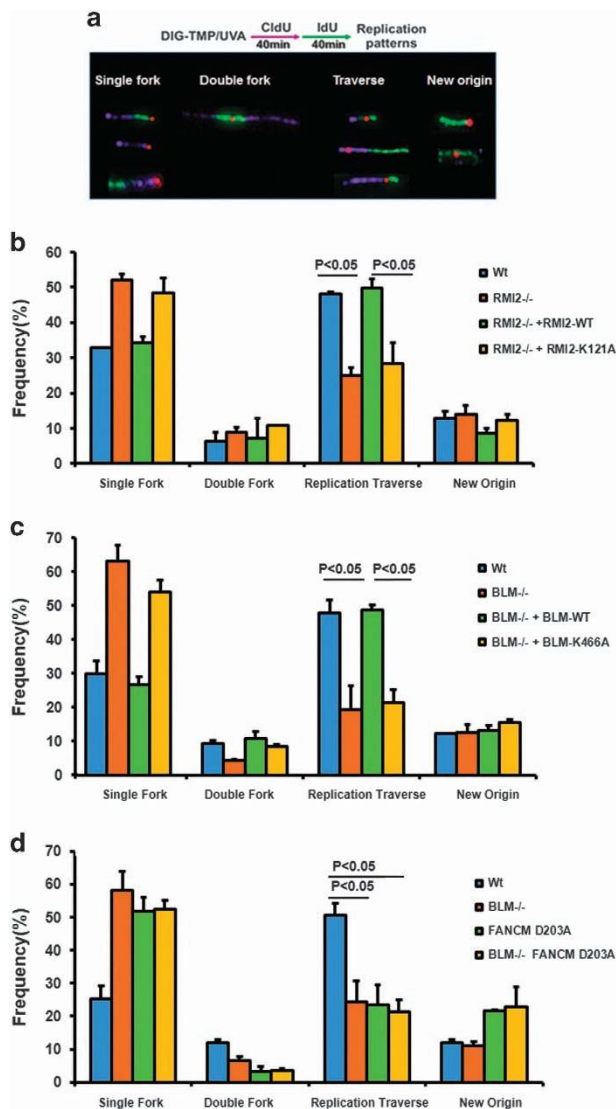 a
DIG-TMP/UVA CldU 40min IdU 40min Replication patterns
Single fork Double fork Traverse New origin
b
Frequency(%)
60
50
40
30
20
10
0
P<0.05 P<0.05
Wt
RMI2-/-
RMI2-/- +RMI2-WT
RMI2-/- + RMI2-K121A
Single Fork Double Fork Replication Traverse New Origin
c
Frequency(%)
70
60
50
40
30
20
10
0
P<0.05 P<0.05
Wt
BLM-/-
BLM-/- + BLM-WT
BLM-/- + BLM-K466A
Single Fork Double Fork Replication Traverse New Origin
d
Frequency(%)
70
60
50
40
30
20
10
0
P<0.05
P<0.05
Wt
BLM-/-
FANCM D203A
BLM-/- FANCM D203A
Single Fork Double Fork Replication Traverse New Origin